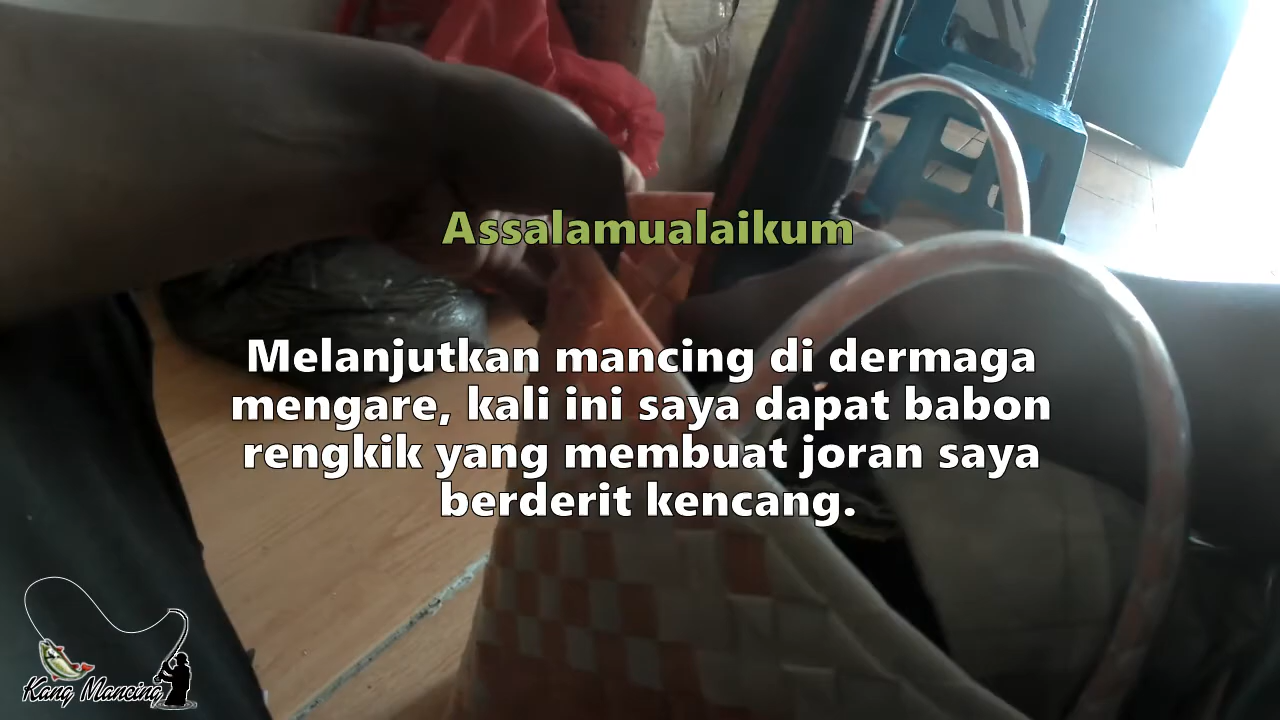 Assalamualaikum
Melanjutkan mancing di dermaga
mengare, kali ini saya dapat babon
rengkik yang membuat joran saya
berderit kencang.
Kang Mancing